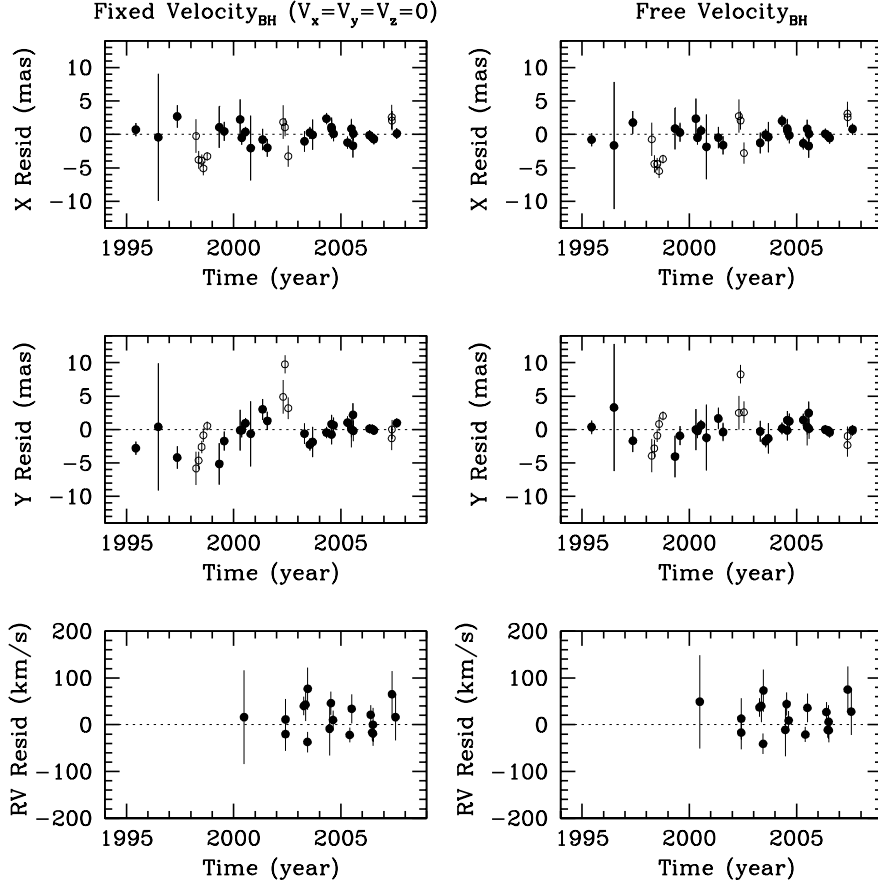 Fixed Velocity_BH (V_x=V_y=V_z=0)
Free Velocity_BH
X Resid (mas)
10
5
0
−5
−10
1995 2000 2005
Time (year)
X Resid (mas)
10
5
0
−5
−10
1995 2000 2005
Time (year)
Y Resid (mas)
10
5
0
−5
−10
1995 2000 2005
Time (year)
Y Resid (mas)
10
5
0
−5
−10
1995 2000 2005
Time (year)
RV Resid (km/s)
200
100
0
−100
−200
1995 2000 2005
Time (year)
RV Resid (km/s)
200
100
0
−100
−200
1995 2000 2005
Time (year)